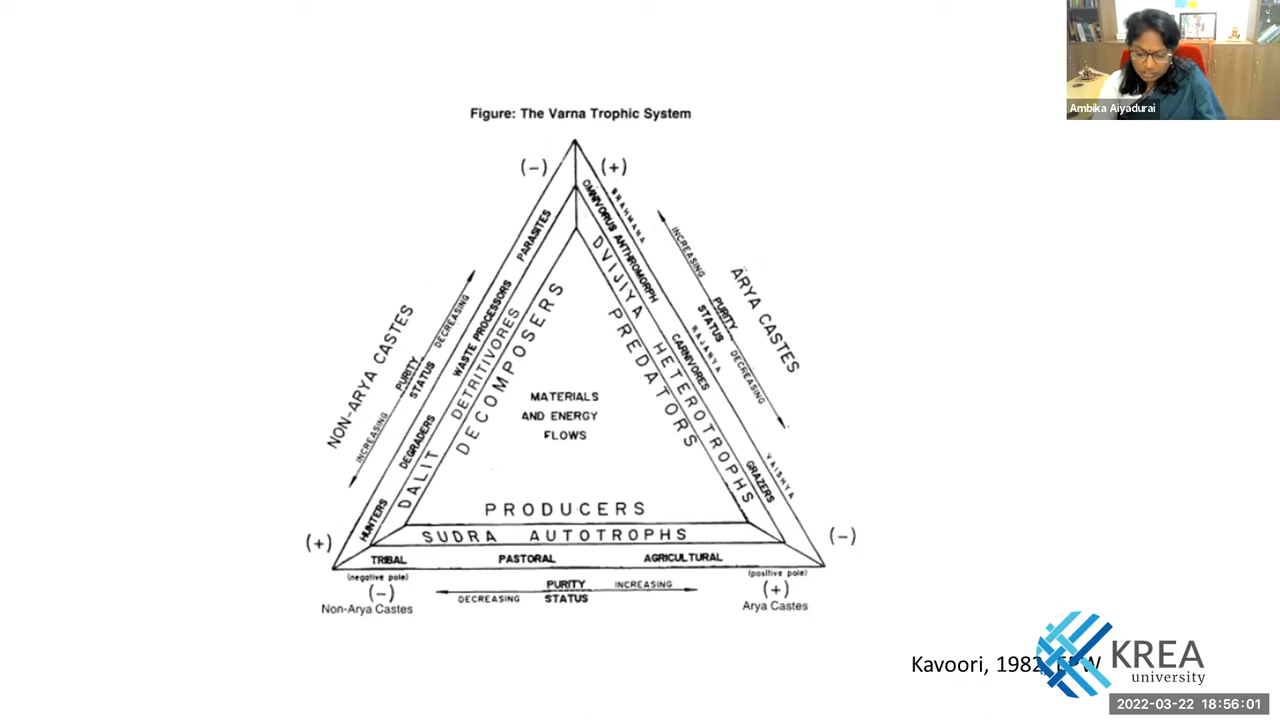 Ambika Aiyadurai
Figure: The Varna Trophic System
(-)
(+)
NON-ARYA CASTES
INCREASING
PURITY
STATUS
DECREASING
HUNTERS
DEGRADERS
WASTE PROCESSORS
PARASITES
DALIT DETRITIVORES
DECOMPOSERS
BRAHMANA
OMNIVORUS ANTHROMORPH
RAJANYA
CARNIVORES
VAISHYA
GRAZERS
DVIJIYA HETEROTROPHS
PREDATORS
INCREASING
PURITY
STATUS
DECREASING
ARYA CASTES
MATERIALS
AND ENERGY
FLOWS
PRODUCERS
SUDRA AUTOTROPHS
TRIBAL PASTORAL AGRICULTURAL
(+)
(-)
(negative pole)
(-)
Non-Arya Castes
DECREASING
PURITY
STATUS
INCREASING
(positive pole)
(+)
Arya Castes
Kavoori, 1982, EPW
KREA
university
2022-03-22 18:56:01